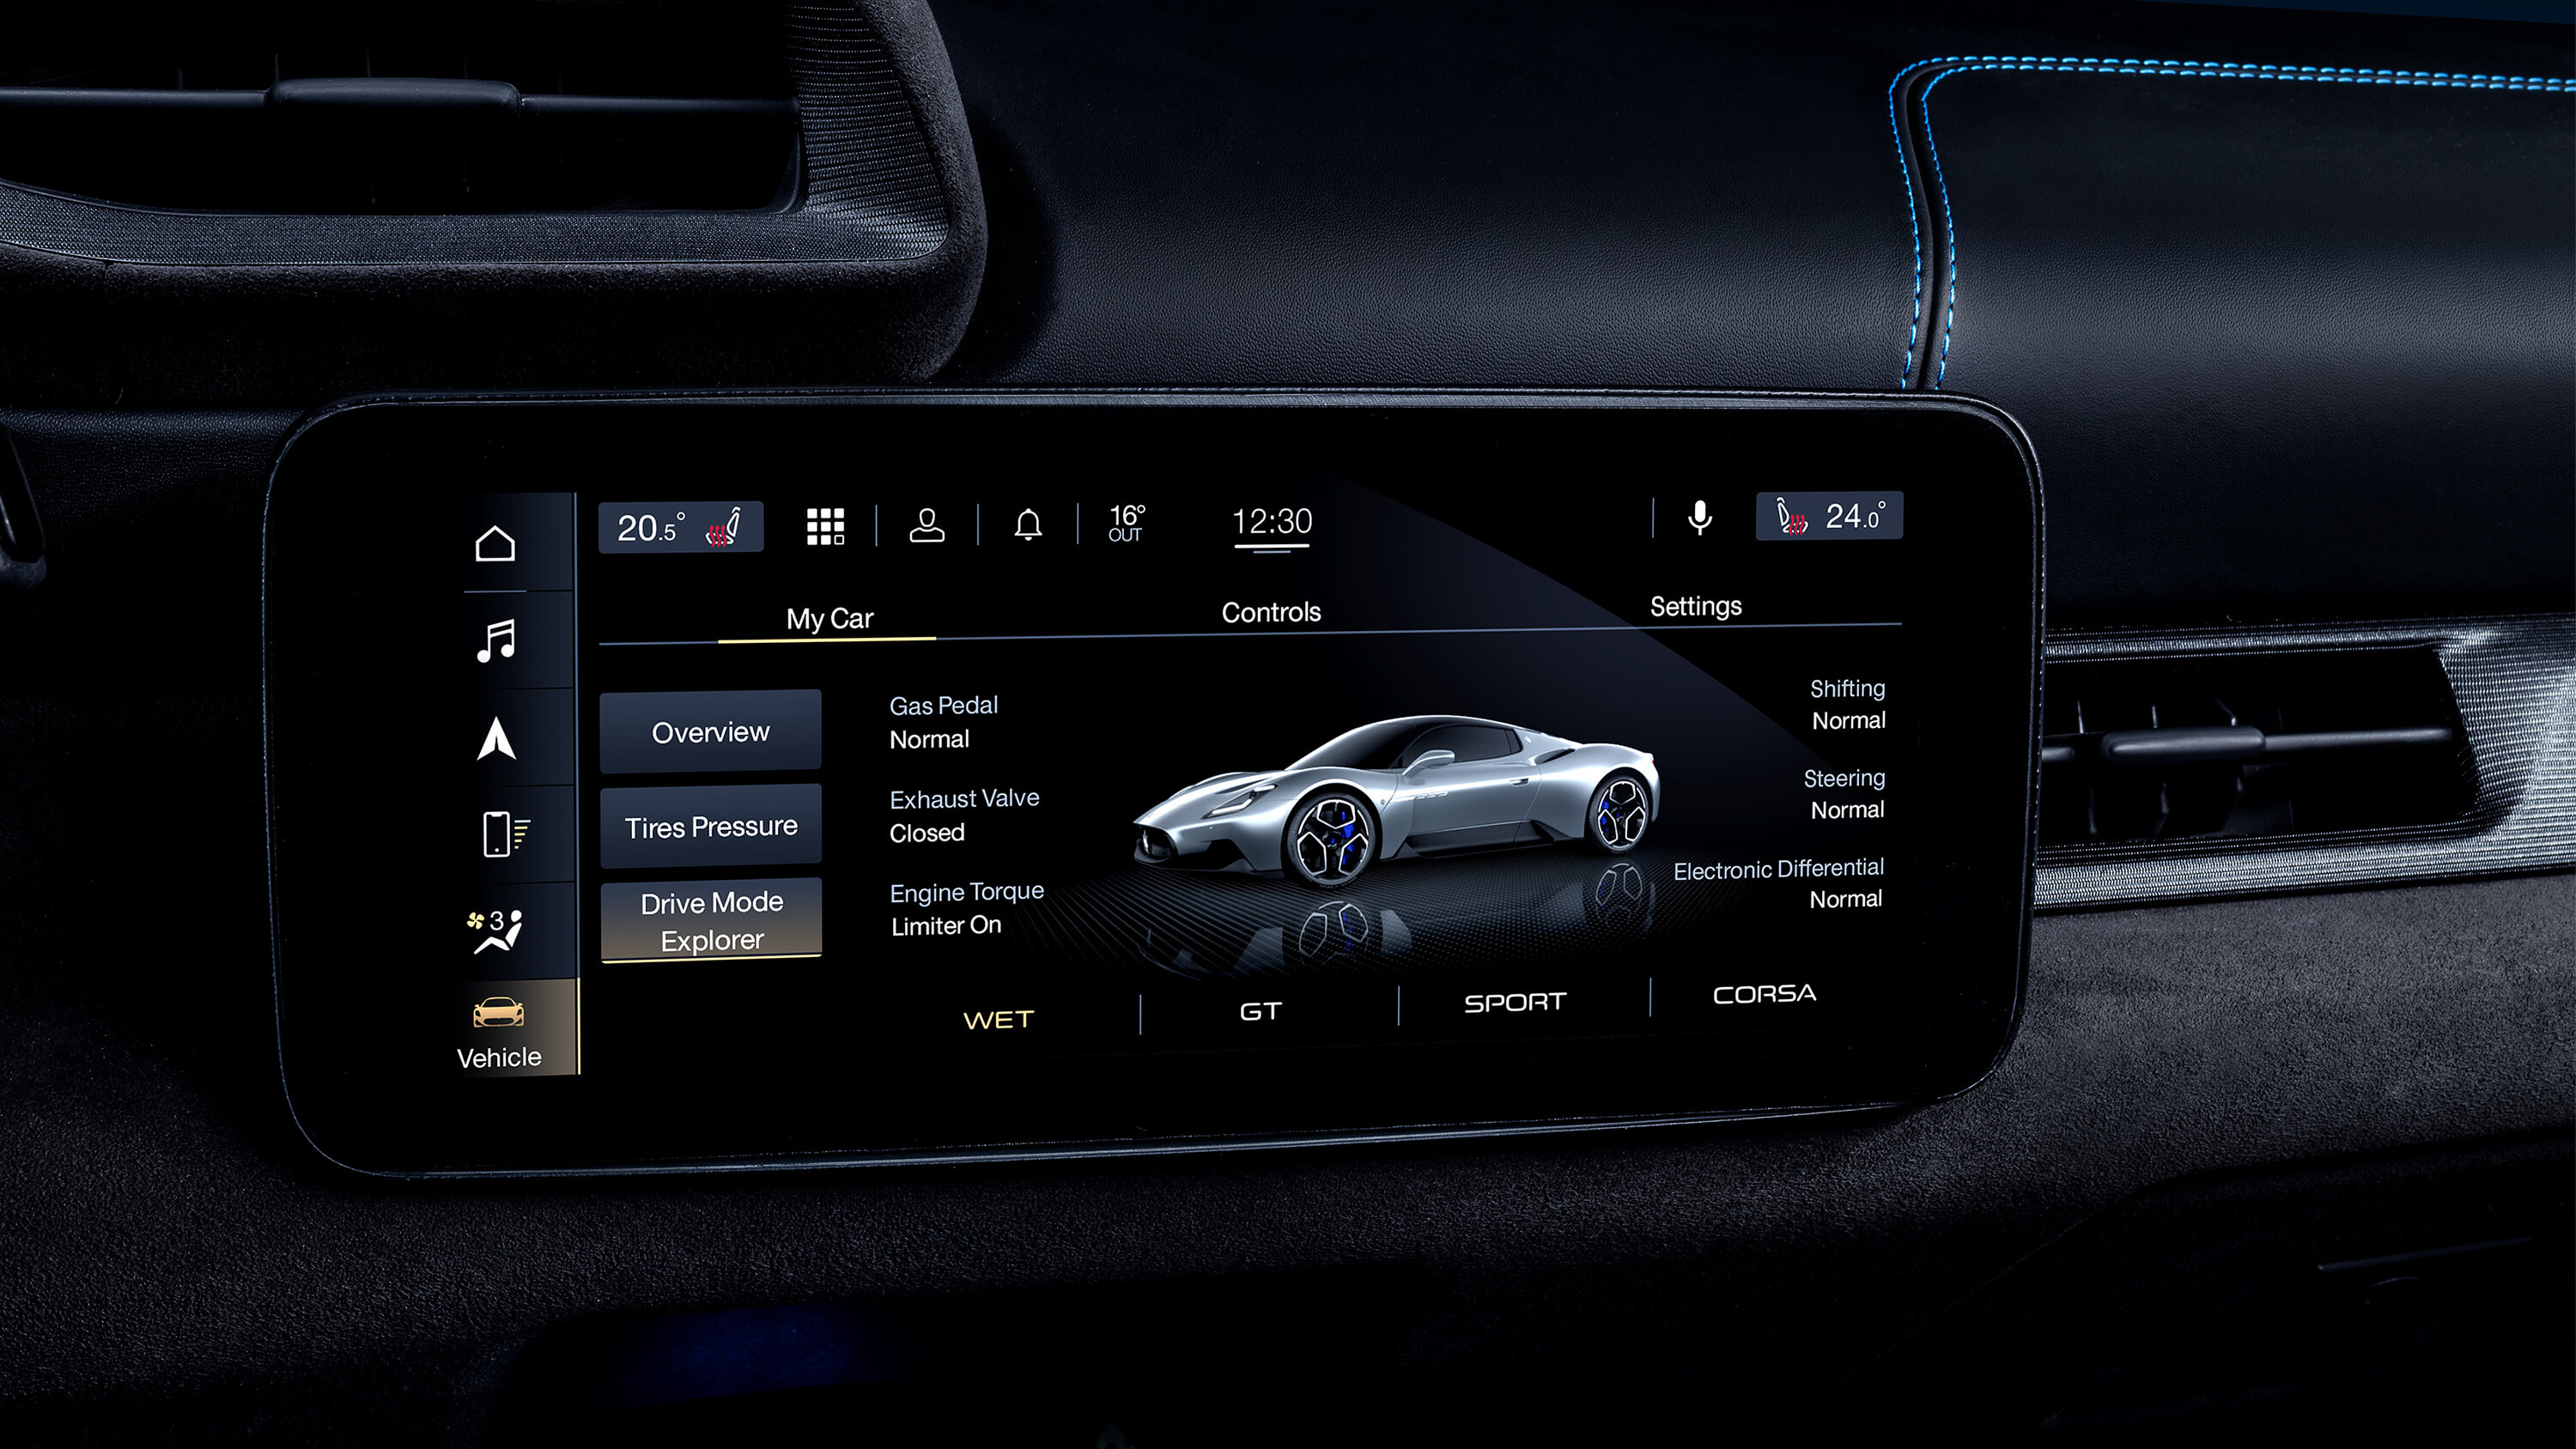 20.5°
16°
OUT
12:30
24.0°
My Car
Controls
Settings
Overview
Tires Pressure
Drive Mode
Explorer
Gas Pedal
Normal
Exhaust Valve
Closed
Engine Torque
Limiter On
Shifting
Normal
Steering
Normal
Electronic Differential
Normal
3
Vehicle
WET
GT
SPORT
CORSA